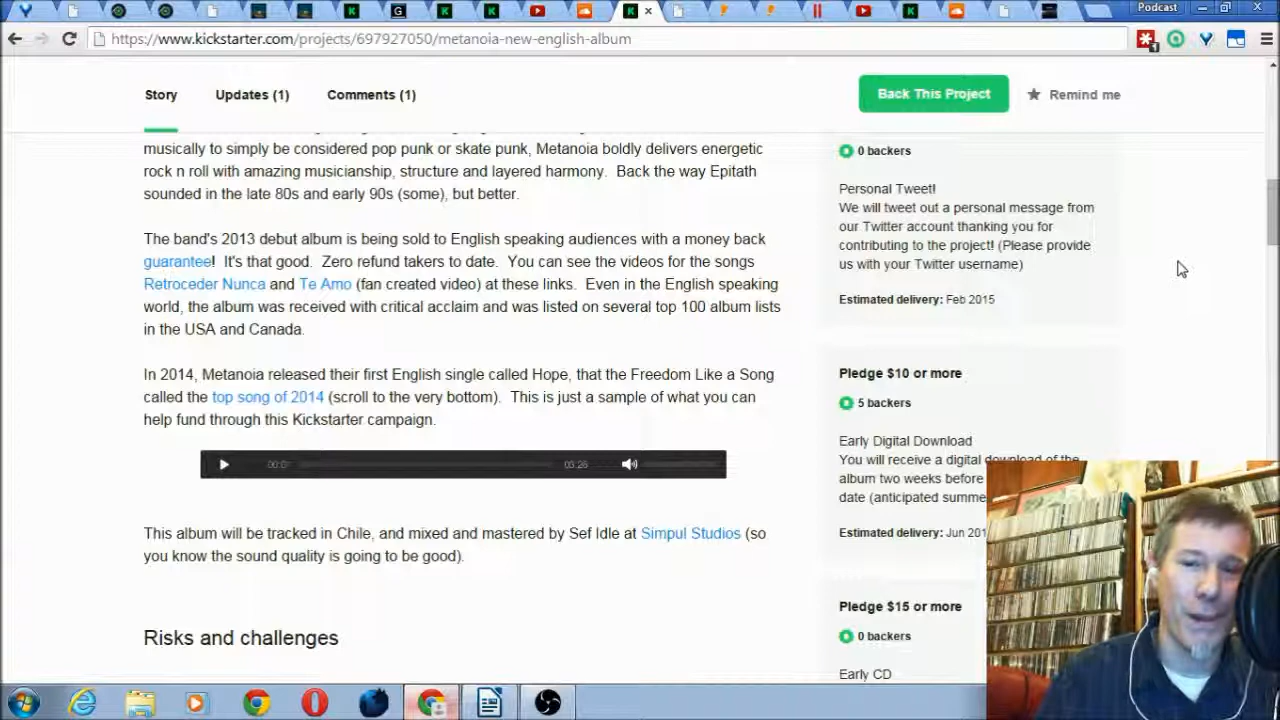 Podcast
https://www.kickstarter.com/projects/697927050/metanoia-new-english-album
Story
Updates (1)
Comments (1)
Back This Project
Remind me
musically to simply be considered pop punk or skate punk, Metanoia boldly delivers energetic
rock n roll with amazing musicianship, structure and layered harmony. Back the way Epitath
sounded in the late 80s and early 90s (some), but better.
The band's 2013 debut album is being sold to English speaking audiences with a money back
guarantee! It's that good. Zero refund takers to date. You can see the videos for the songs
Retroceder Nunca and Te Amo (fan created video) at these links. Even in the English speaking
world, the album was received with critical acclaim and was listed on several top 100 album lists
in the USA and Canada.
In 2014, Metanoia released their first English single called Hope, that the Freedom Like a Song
called the top song of 2014 (scroll to the very bottom). This is just a sample of what you can
help fund through this Kickstarter campaign.
03:26
This album will be tracked in Chile, and mixed and mastered by Sef Idle at Simpul Studios (so
you know the sound quality is going to be good).
Risks and challenges
0 backers
Personal Tweet!
We will tweet out a personal message from
our Twitter account thanking you for
contributing to the project! (Please provide
us with your Twitter username)
Estimated delivery: Feb 2015
Pledge $10 or more
5 backers
Early Digital Download
You will receive a digital download of the
album two weeks before
date (anticipated summe
Estimated delivery: Jun 201
Pledge $15 or more
0 backers
Early CD